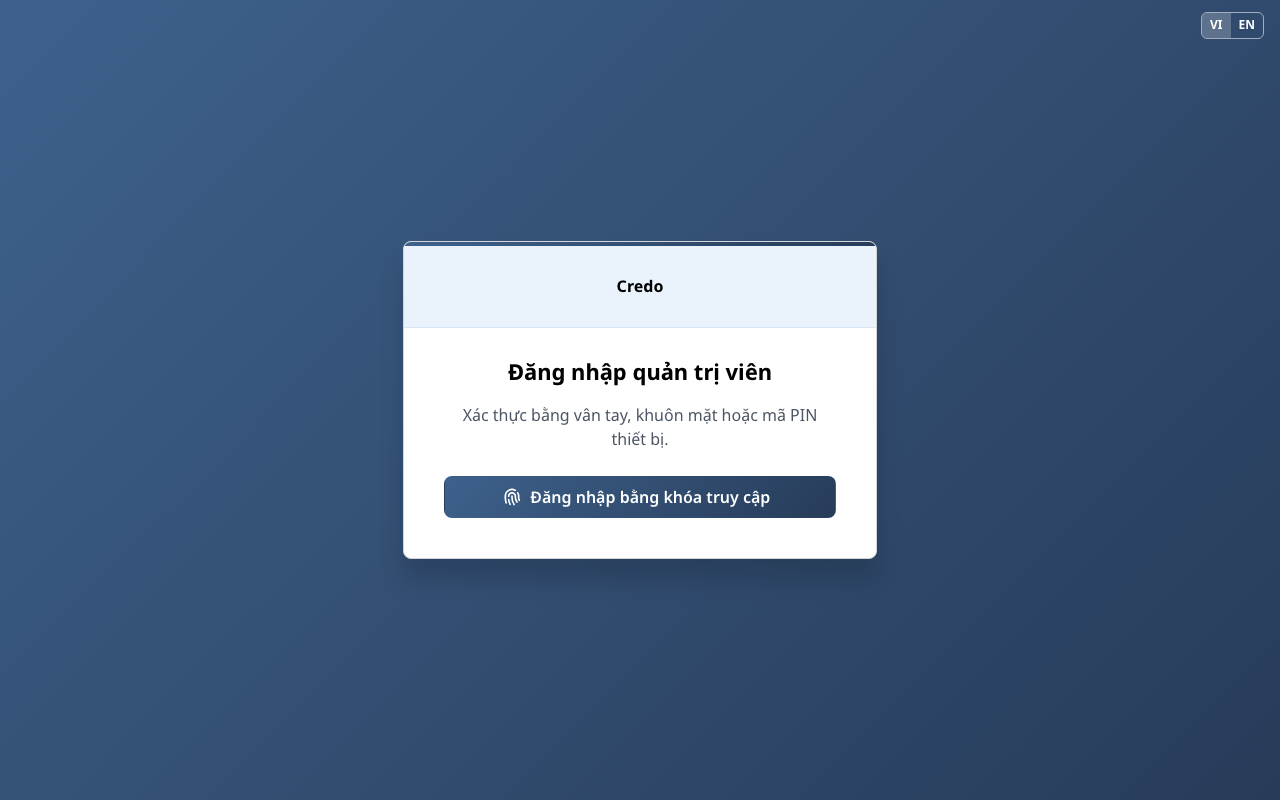 VI EN
Credo
Đăng nhập quản trị viên
Xác thực bằng vân tay, khuôn mặt hoặc mã PIN
thiết bị.
Đăng nhập bằng khóa truy cập